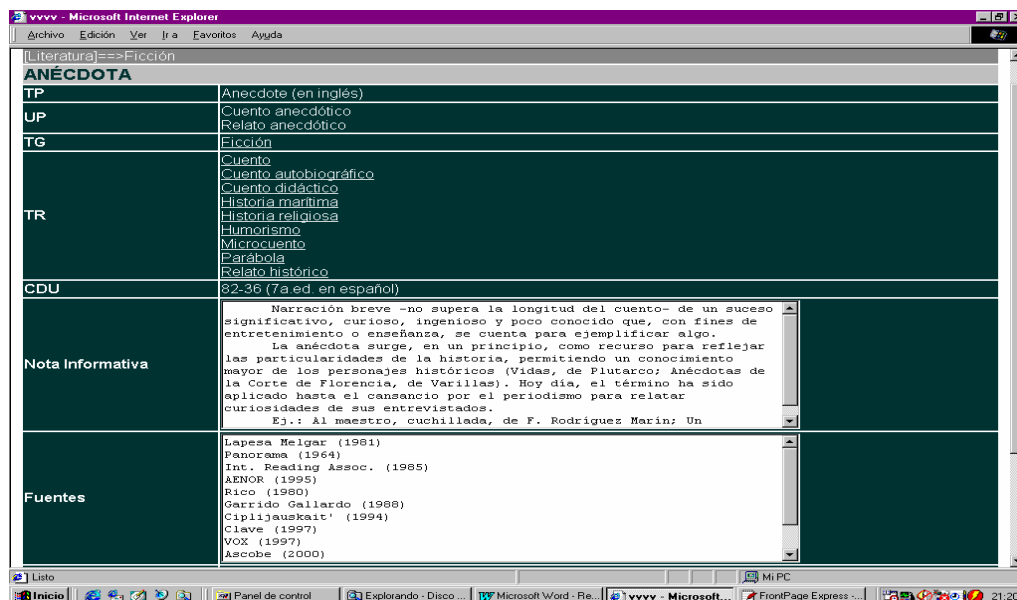 vvvv - Microsoft Internet Explorer
Archivo Edición Ver Ir a Favoritos Ayuda
[Literatura]==>Ficción
ANÉCDOTA
TP
Anecdote (en inglés)
UP
Cuento anecdótico
Relato anecdótico
TG
Ficción
TR
Cuento
Cuento autobiográfico
Cuento didáctico
Historia marítima
Historia religiosa
Humorismo
Microcuento
Parábola
Relato histórico
CDU
82-36 (7a.ed. en español)
Nota Informativa
Narración breve -no supera la longitud del cuento- de un suceso
significativo, curioso, ingenioso y poco conocido que, con fines de
entretenimiento o enseñanza, se cuenta para ejemplificar algo.
La anécdota surge, en un principio, como recurso para reflejar
las particularidades de la historia, permitiendo un conocimiento
mayor de los personajes históricos (Vidas, de Plutarco; Anécdotas de
la Corte de Florencia, de Varillas). Hoy día, el término ha sido
aplicado hasta el cansancio por el periodismo para relatar
curiosidades de sus entrevistados.
Ej.: Al maestro, cuchillada, de F. Rodríguez Marín; Un
Fuentes
Lapesa Melgar (1981)
Panorama (1964)
Int. Reading Assoc. (1985)
AENOR (1995)
Rico (1980)
Garrido Gallardo (1988)
Ciplijauskait' (1994)
Clave (1997)
VOX (1997)
Ascobe (2000)
Listo
Mi PC
Inicio
Panel de control
Explorando - Disco ...
Microsoft Word - Re...
vvvv - Microsoft...
FrontPage Express -...
21:20